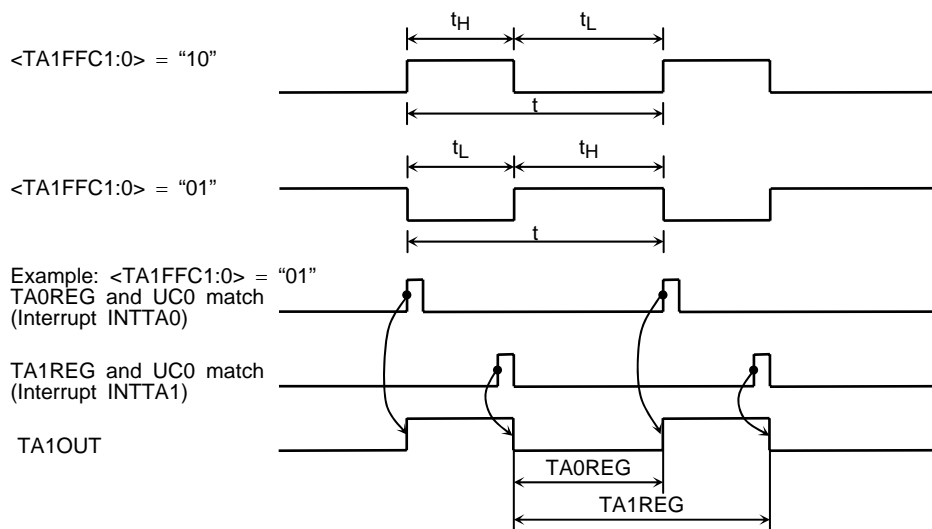 tH
tL
<TA1FFC1:0> = “10”
t
tL
tH
<TA1FFC1:0> = “01”
t
Example: <TA1FFC1:0> = “01”
TA0REG and UC0 match
(Interrupt INTTA0)
TA1REG and UC0 match
(Interrupt INTTA1)
TA1OUT
TA0REG
TA1REG